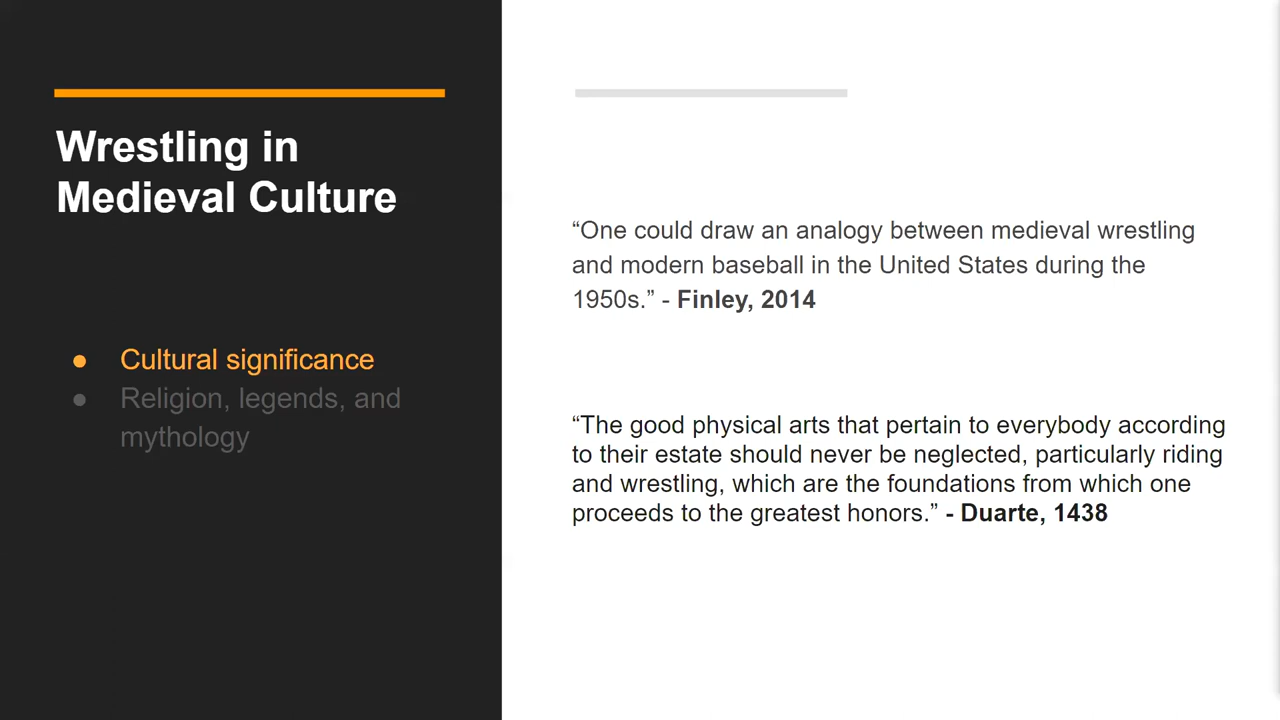 Wrestling in
Medieval Culture
● Cultural significance
● Religion, legends, and
mythology
“One could draw an analogy between medieval wrestling
and modern baseball in the United States during the
1950s.” - Finley, 2014
“The good physical arts that pertain to everybody according
to their estate should never be neglected, particularly riding
and wrestling, which are the foundations from which one
proceeds to the greatest honors.” - Duarte, 1438